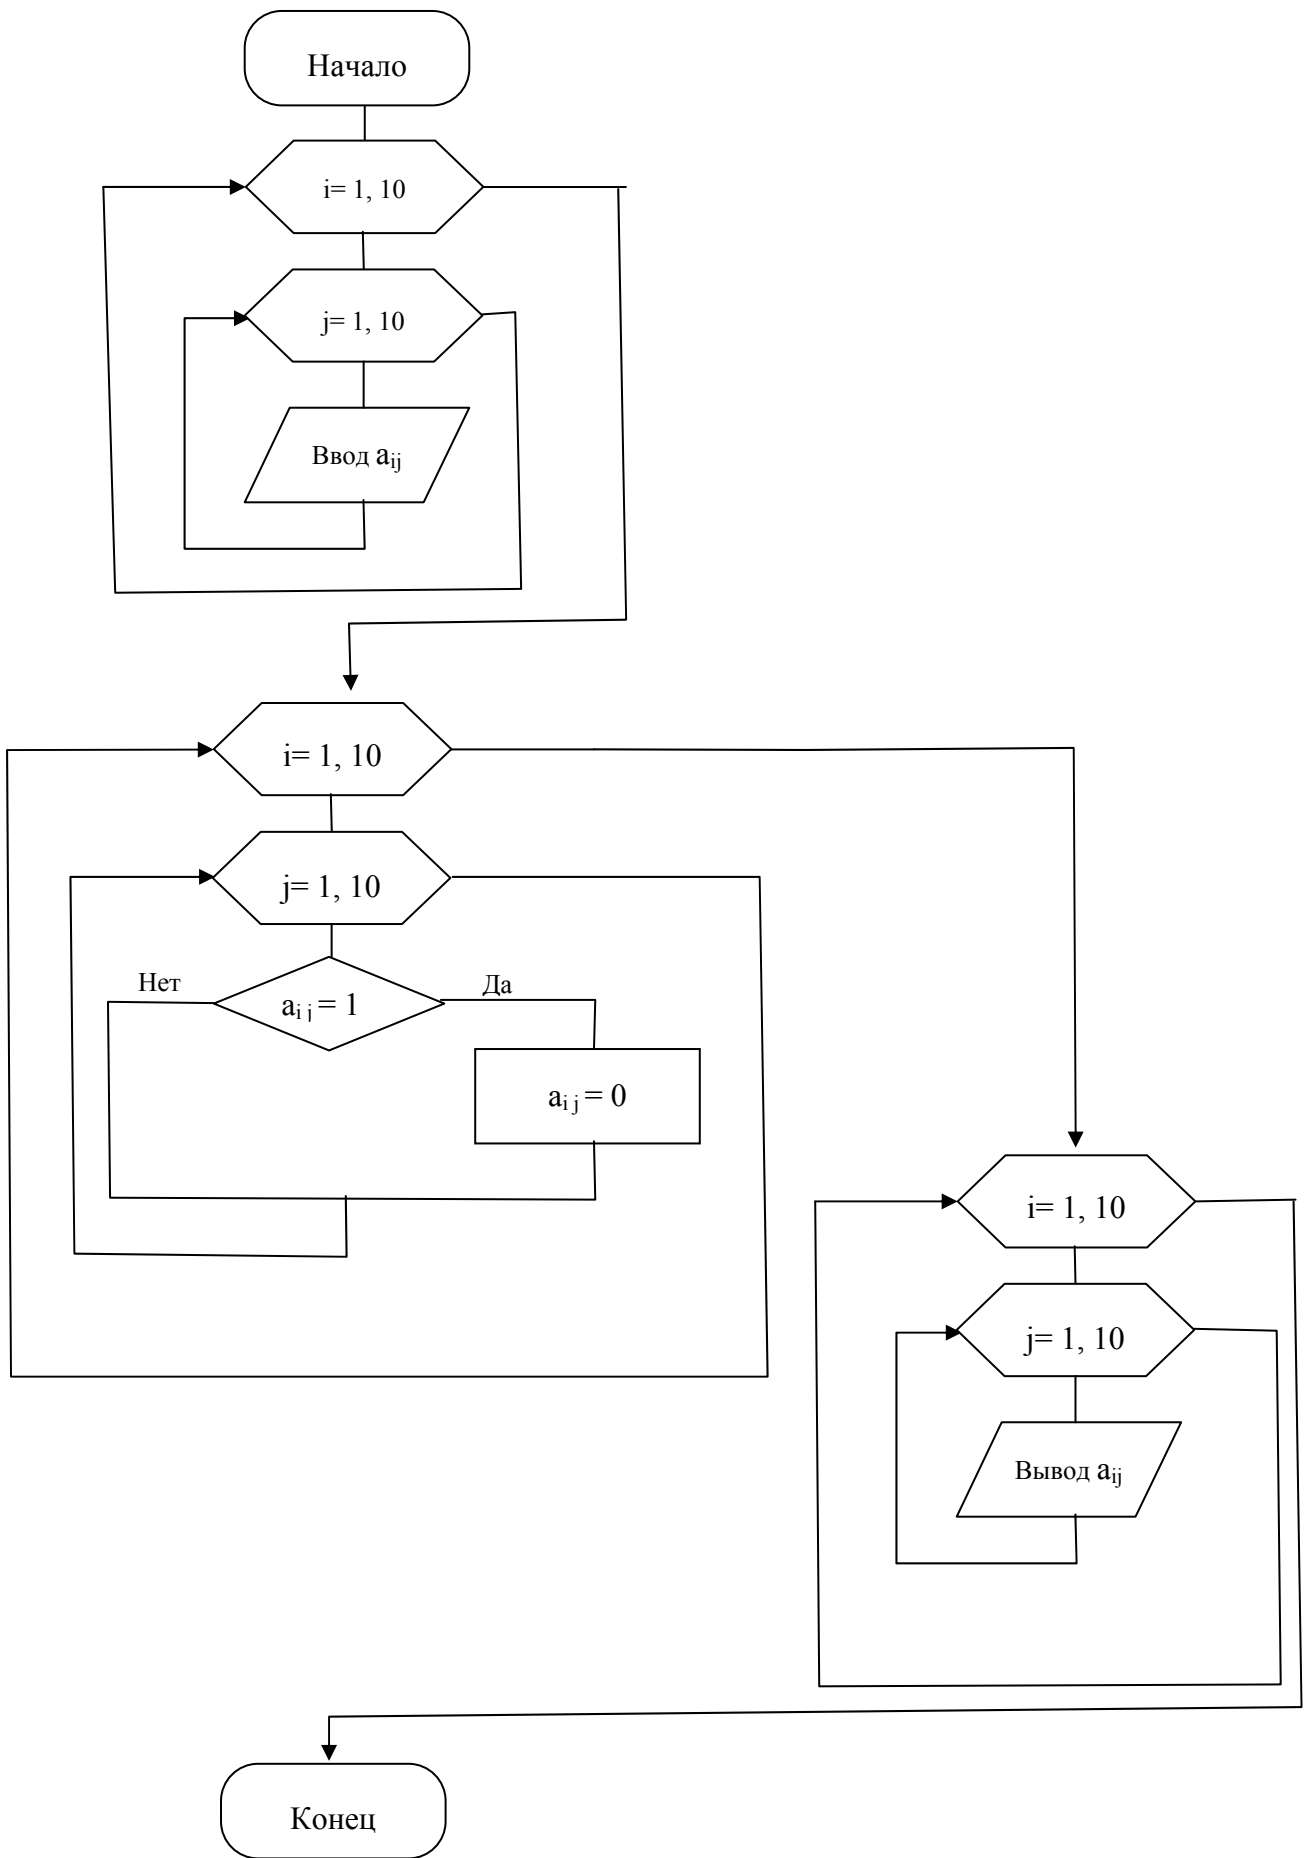 Начало
i= 1, 10
j= 1, 10
Ввод aij
i= 1, 10
j= 1, 10
Нет
Да
ai j = 1
ai j = 0
i= 1, 10
j= 1, 10
Вывод aij
Конец